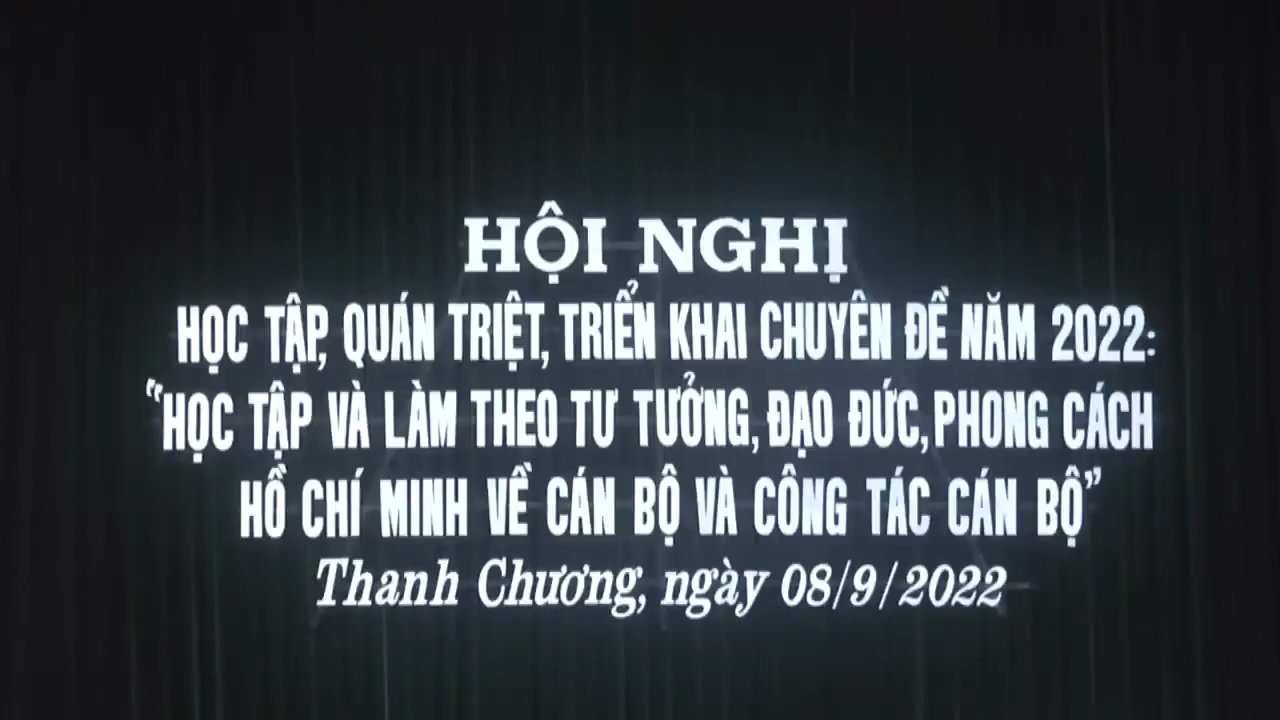 HỘI NGHỊ
HỌC TẬP, QUÁN TRIỆT, TRIỂN KHAI CHUYÊN ĐỀ NĂM 2022:
“HỌC TẬP VÀ LÀM THEO TƯ TƯỞNG, ĐẠO ĐỨC, PHONG CÁCH
HỒ CHÍ MINH VỀ CÁN BỘ VÀ CÔNG TÁC CÁN BỘ”
Thanh Chương, ngày 08/9/2022